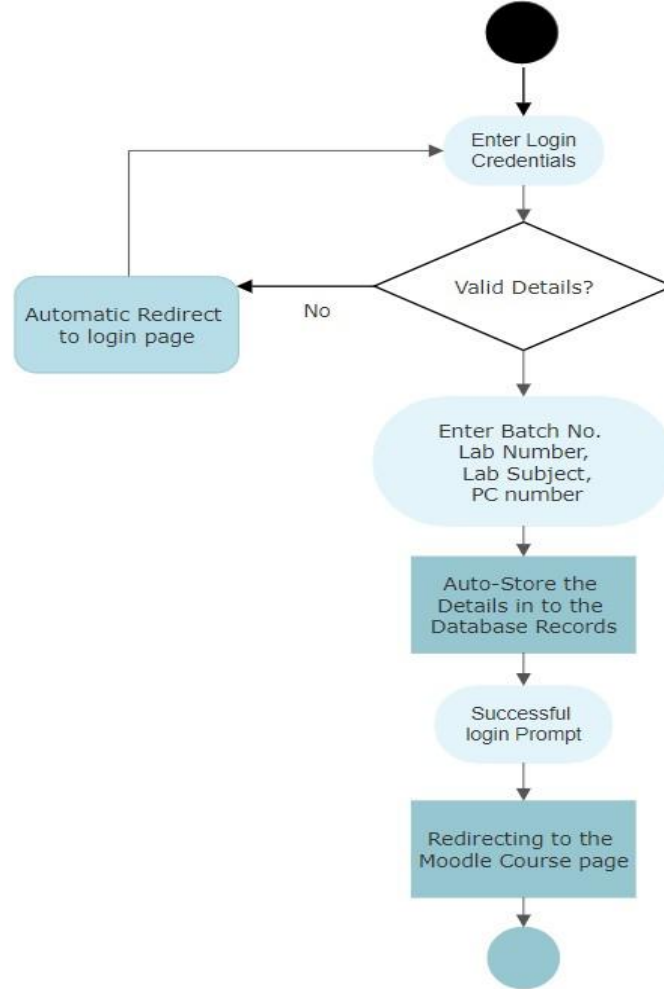 Enter Login
Credentials
Valid Details?
No
Automatic Redirect
to login page
Enter Batch No.
Lab Number,
Lab Subject,
PC number
Auto-Store the
Details in to the
Database Records
Successful
login Prompt
Redirecting to the
Moodle Course page